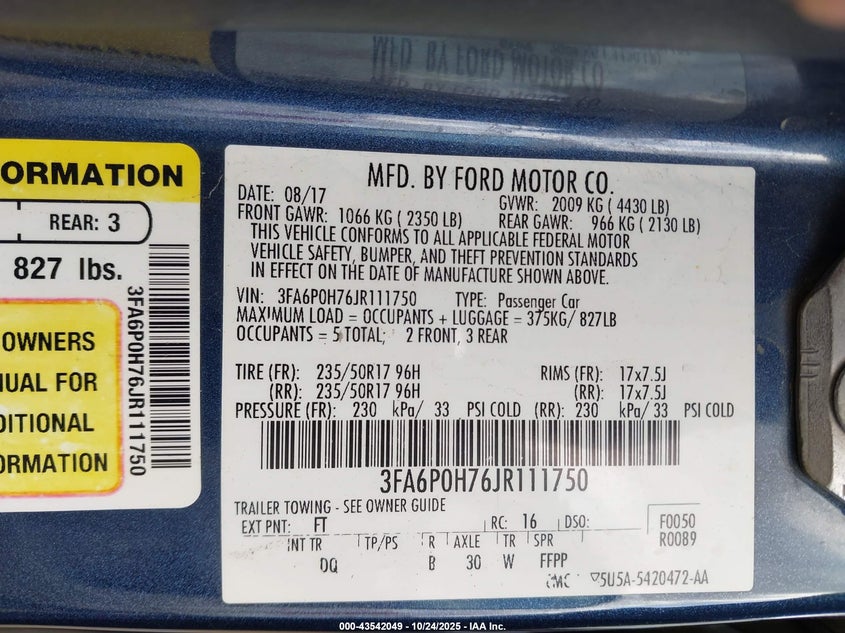 MFD. BY FORD MOTOR CO
ORMATION
REAR: 3
827 lbs.
3FA6P0H76JR111750
OWNERS
UAL FOR
DITIONAL
ORMATION
MFD. BY FORD MOTOR CO.
DATE: 08/17 GVWR: 2009 KG ( 4430 LB)
FRONT GAWR: 1066 KG ( 2350 LB) REAR GAWR: 966 KG ( 2130 LB)
THIS VEHICLE CONFORMS TO ALL APPLICABLE FEDERAL MOTOR
VEHICLE SAFETY, BUMPER, AND THEFT PREVENTION STANDARDS
IN EFFECT ON THE DATE OF MANUFACTURE SHOWN ABOVE.
VIN: 3FA6P0H76JR111750 TYPE: Passenger Car
MAXIMUM LOAD = OCCUPANTS + LUGGAGE = 375KG/ 827LB
OCCUPANTS = 5 TOTAL; 2 FRONT, 3 REAR
TIRE (FR): 235/50R17 96H RIMS (FR): 17x7.5J
(RR): 235/50R17 96H (RR): 17x7.5J
PRESSURE (FR): 230 kPa/ 33 PSI COLD (RR): 230 kPa/ 33 PSI COLD
3FA6P0H76JR111750
TRAILER TOWING - SEE OWNER GUIDE
EXT PNT: FT RC: 16 DSO: F0050
INT TR TP/PS R AXLE TR SPR R0089
DQ B 30 W FFPP
5U5A-5420472-AA
000-43542049 - 10/24/2025 - IAA Inc.